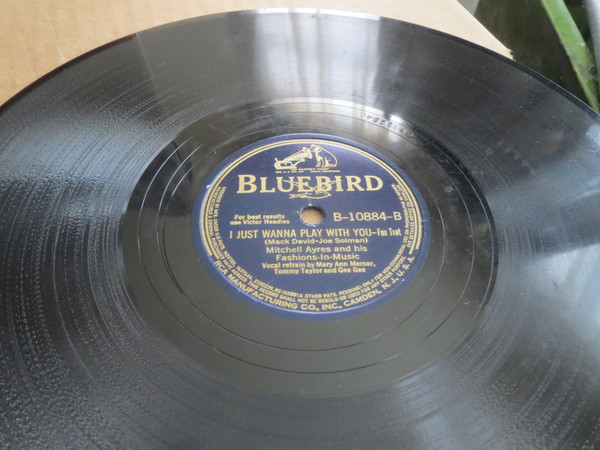 BLUEBIRD
For best results
use Victor Needles
B-10884-B
I JUST WANNA PLAY WITH YOU-Fox Trot
(Mack David-Joe Solman)
Mitchell Ayres and his
Fashions-In-Music
Vocal refrain by Mary Ann Mercer,
Tommy Taylor and Gee Gee
RCA MANUFACTURING CO., INC., CAMDEN, N.J., U.S.A.